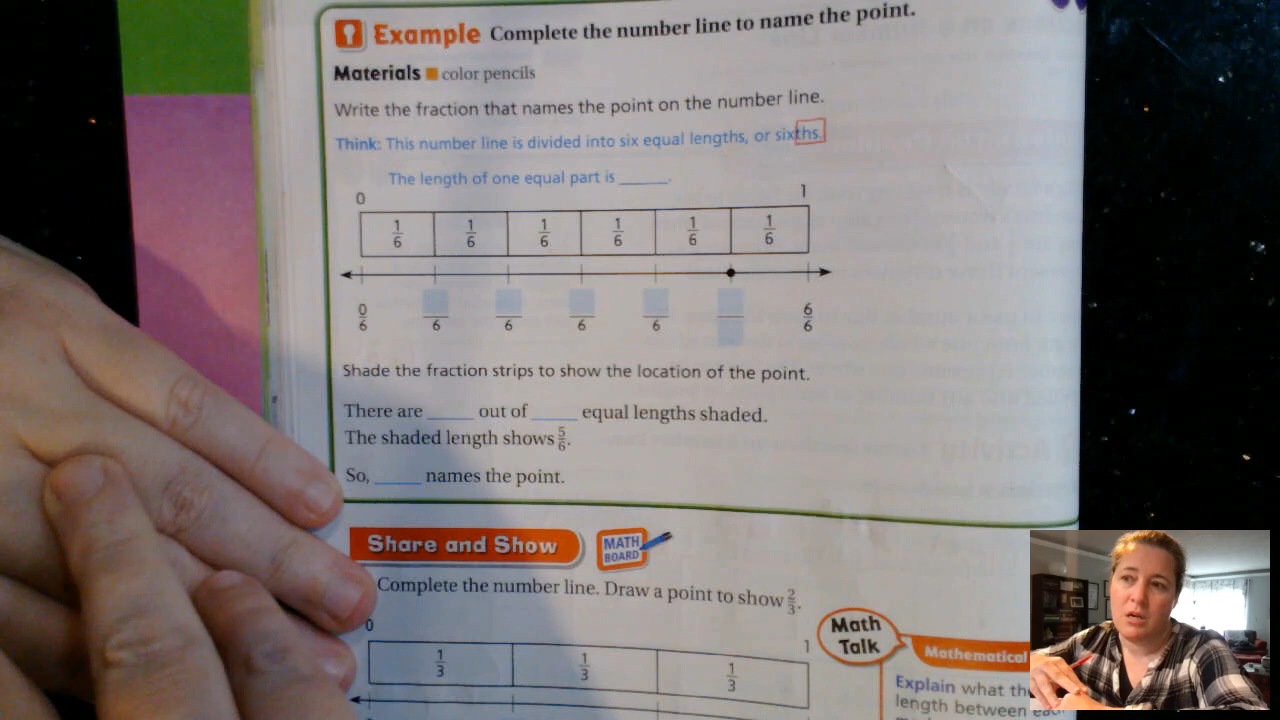 Example Complete the number line to name the point.
Materials ■ color pencils
Write the fraction that names the point on the number line.
Think: This number line is divided into six equal lengths, or sixths.
The length of one equal part is _____.
0 1
1/6 1/6 1/6 1/6 1/6 1/6
0/6 /6 /6 /6 /6 6/6
Shade the fraction strips to show the location of the point.
There are _____ out of _____ equal lengths shaded.
The shaded length shows 5/6.
So, _____ names the point.
Share and Show
MATH
BOARD
Complete the number line. Draw a point to show 2/3.
0 1
1/3 1/3 1/3
Math
Talk
Mathematical
Explain what
length between